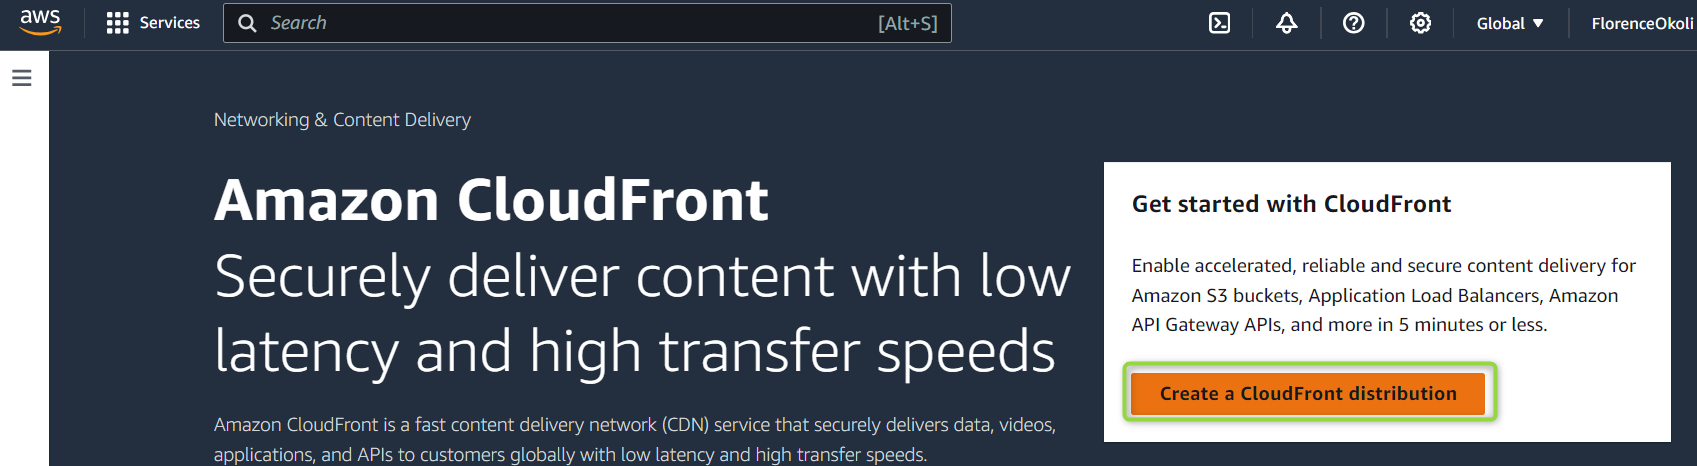 aws
Services
Search
[Alt+S]
Global
FlorenceOkoli
Networking & Content Delivery
Amazon CloudFront
Securely deliver content with low
latency and high transfer speeds
Amazon CloudFront is a fast content delivery network (CDN) service that securely delivers data, videos,
applications, and APIs to customers globally with low latency and high transfer speeds.
Get started with CloudFront
Enable accelerated, reliable and secure content delivery for
Amazon S3 buckets, Application Load Balancers, Amazon
API Gateway APIs, and more in 5 minutes or less.
Create a CloudFront distribution